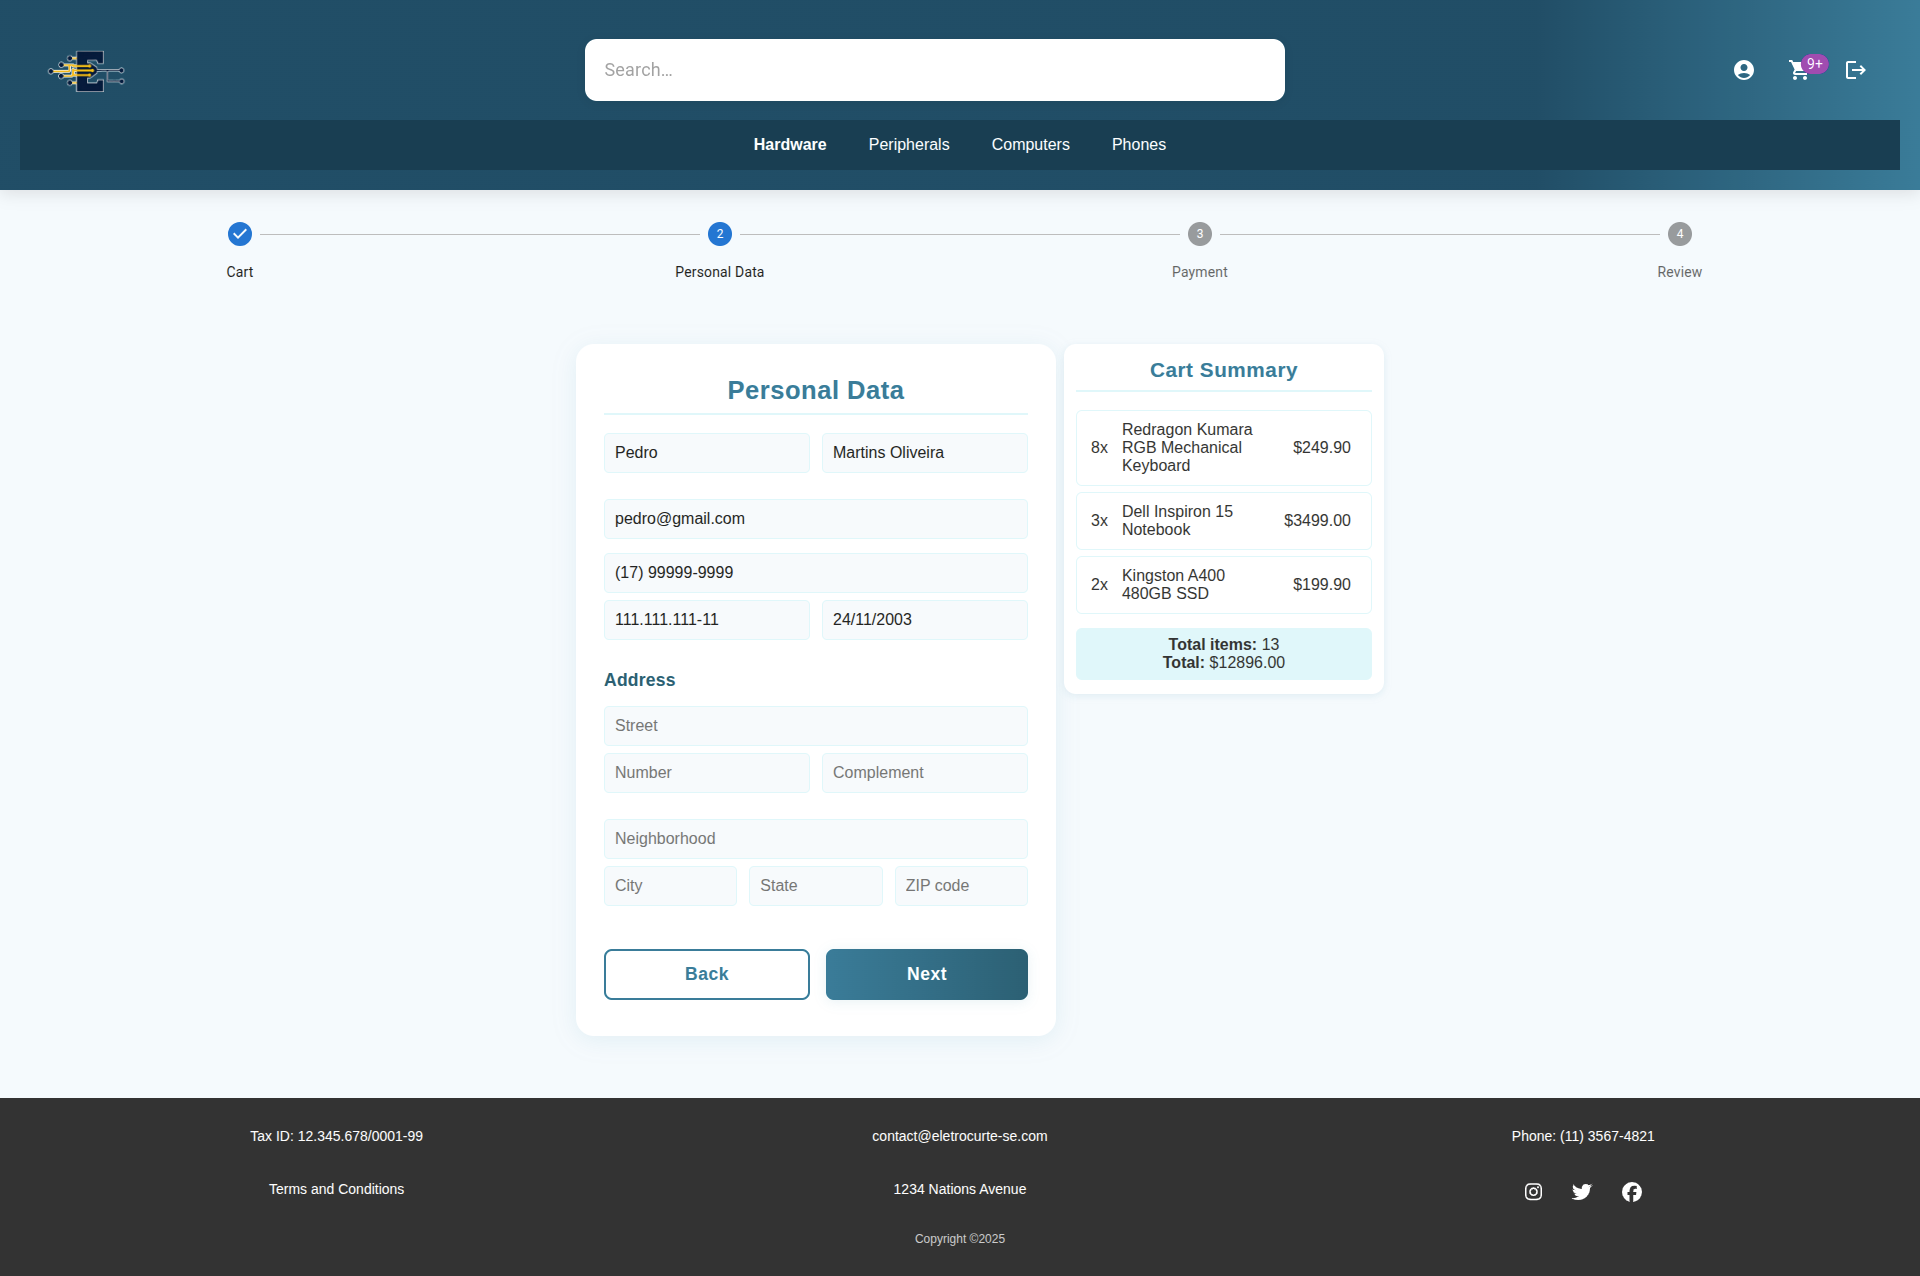 Search...
9+
Hardware
Peripherals
Computers
Phones
2
3
4
Cart
Personal Data
Payment
Review
Personal Data
Pedro
Martins Oliveira
pedro@gmail.com
(17) 99999-9999
111.111.111-11
24/11/2003
Address
Street
Number
Complement
Neighborhood
City
State
ZIP code
Back
Next
Cart Summary
8x
Redragon Kumara
RGB Mechanical
Keyboard
$249.90
3x
Dell Inspiron 15
Notebook
$3499.00
2x
Kingston A400
480GB SSD
$199.90
Total items: 13
Total: $12896.00
Tax ID: 12.345.678/0001-99
contact@eletrocurte-se.com
Phone: (11) 3567-4821
Terms and Conditions
1234 Nations Avenue
Copyright ©2025